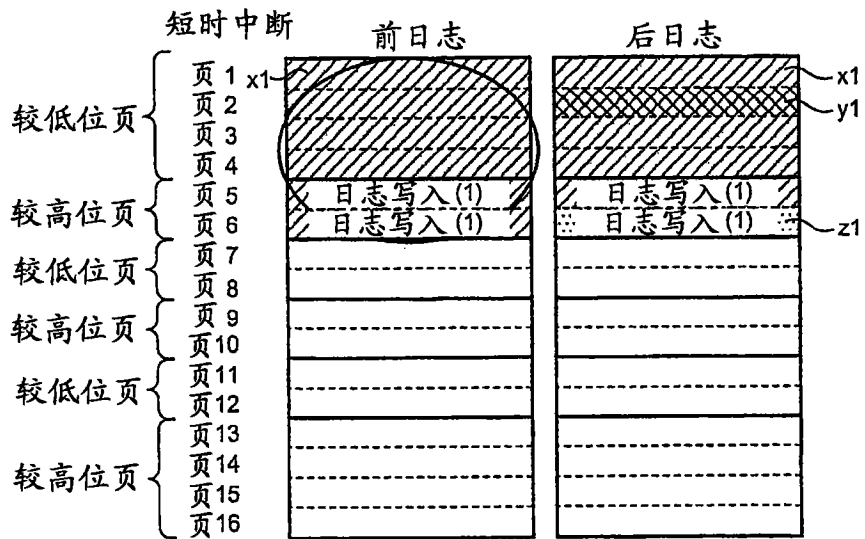 短时中断
前日志
后日志
较低位页
页1
页2
页3
页4
x1
x1
y1
较高位页
页5
页6
日志写入(1)
日志写入(1)
日志写入(1)
日志写入(1)
z1
较低位页
页7
页8
较高位页
页9
页10
较低位页
页11
页12
较高位页
页13
页14
页15
页16